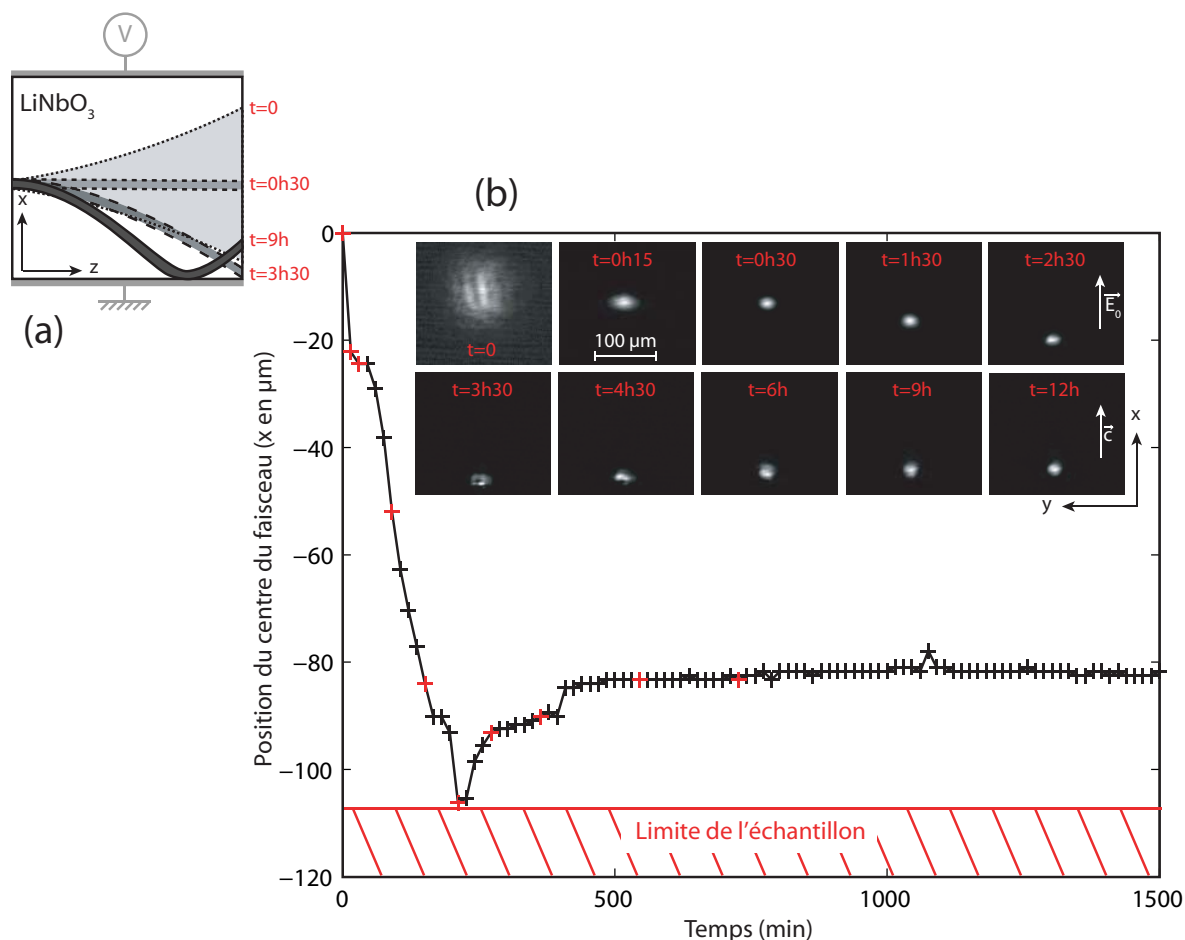 (a)
V
LiNbO₃
t=0
t=0h30
t=9h
t=3h30
x
z
(b)
Position du centre du faisceau (x en µm)
0
−20
−40
−60
−80
−100
−120
t=0
t=0h15
100 µm
t=0h30
t=1h30
t=2h30
E₀
t=3h30
t=4h30
t=6h
t=9h
t=12h
c
x
y
Limite de l’échantillon
0
500
1000
1500
Temps (min)